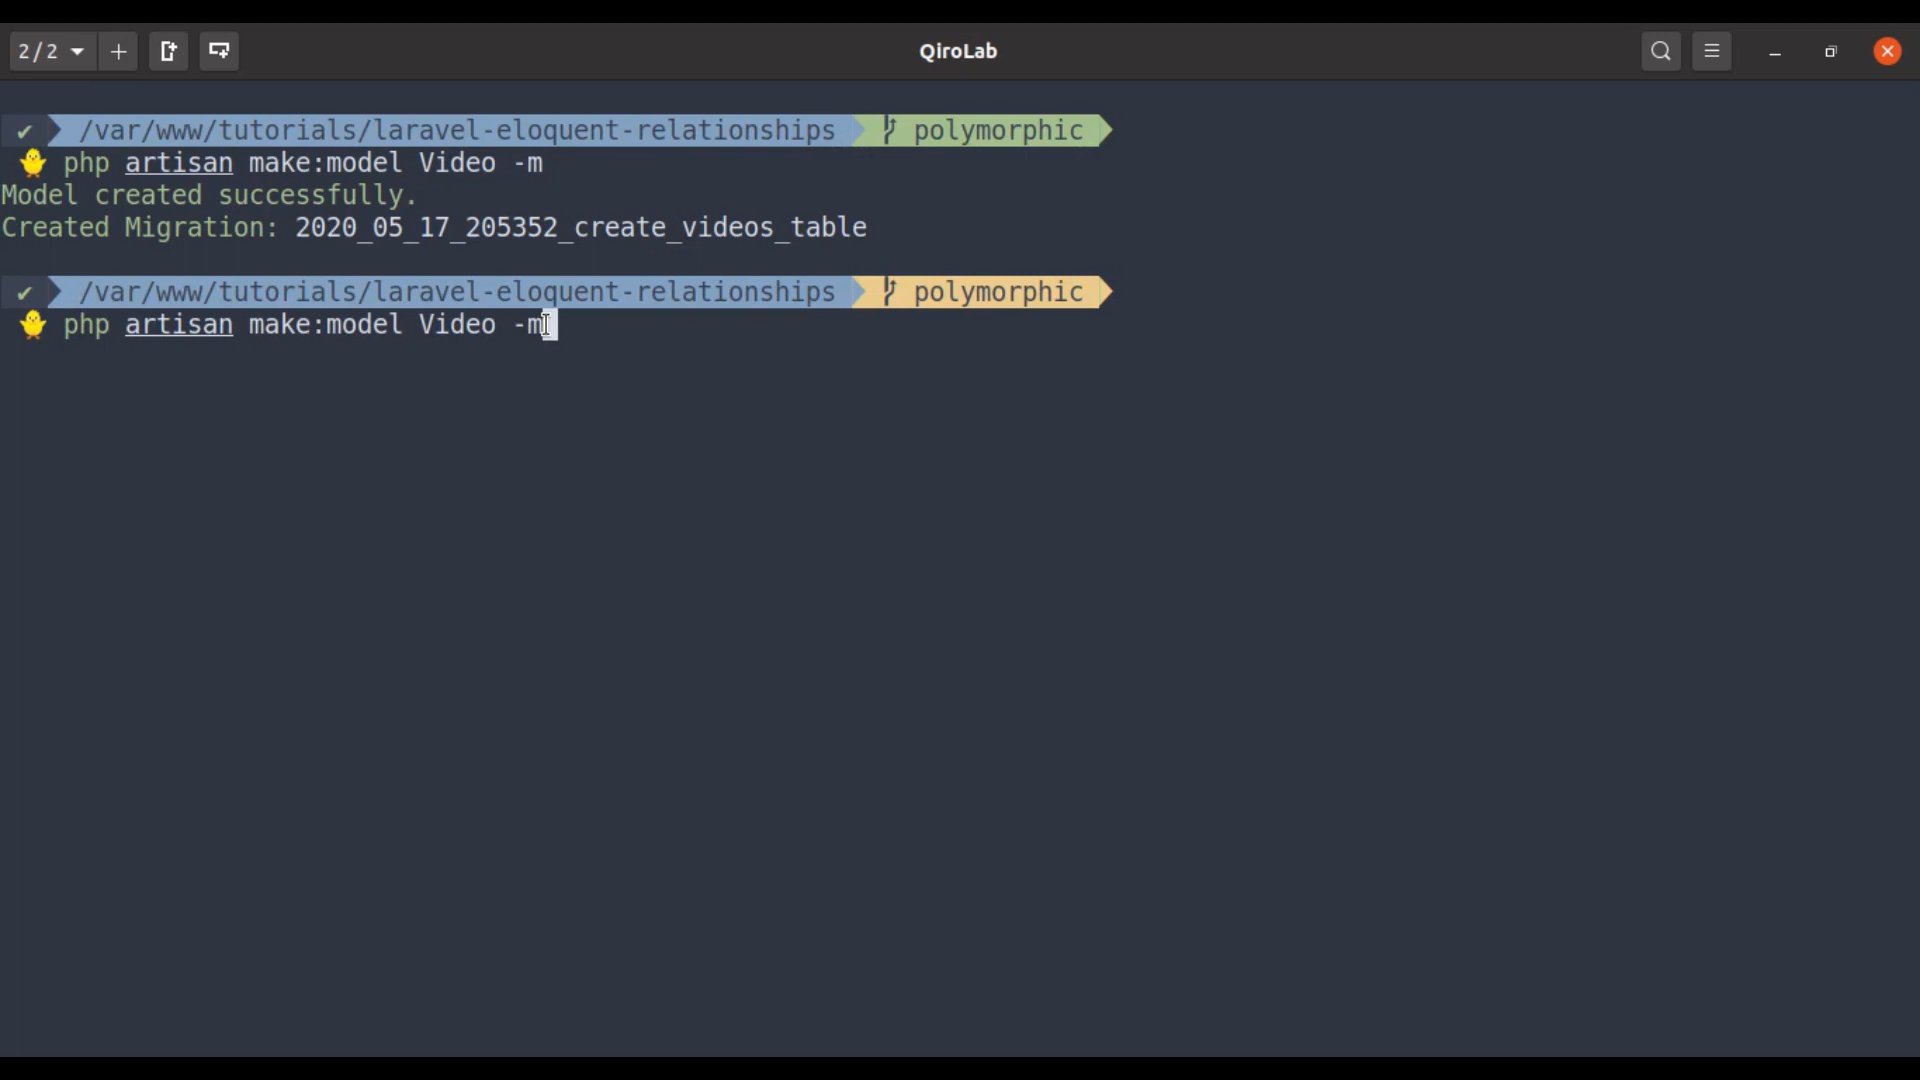 2/2
QiroLab
✔ /var/www/tutorials/laravel-eloquent-relationships polymorphic
🐥 php artisan make:model Video -m
Model created successfully.
Created Migration: 2020_05_17_205352_create_videos_table
✔ /var/www/tutorials/laravel-eloquent-relationships polymorphic
🐥 php artisan make:model Video -m